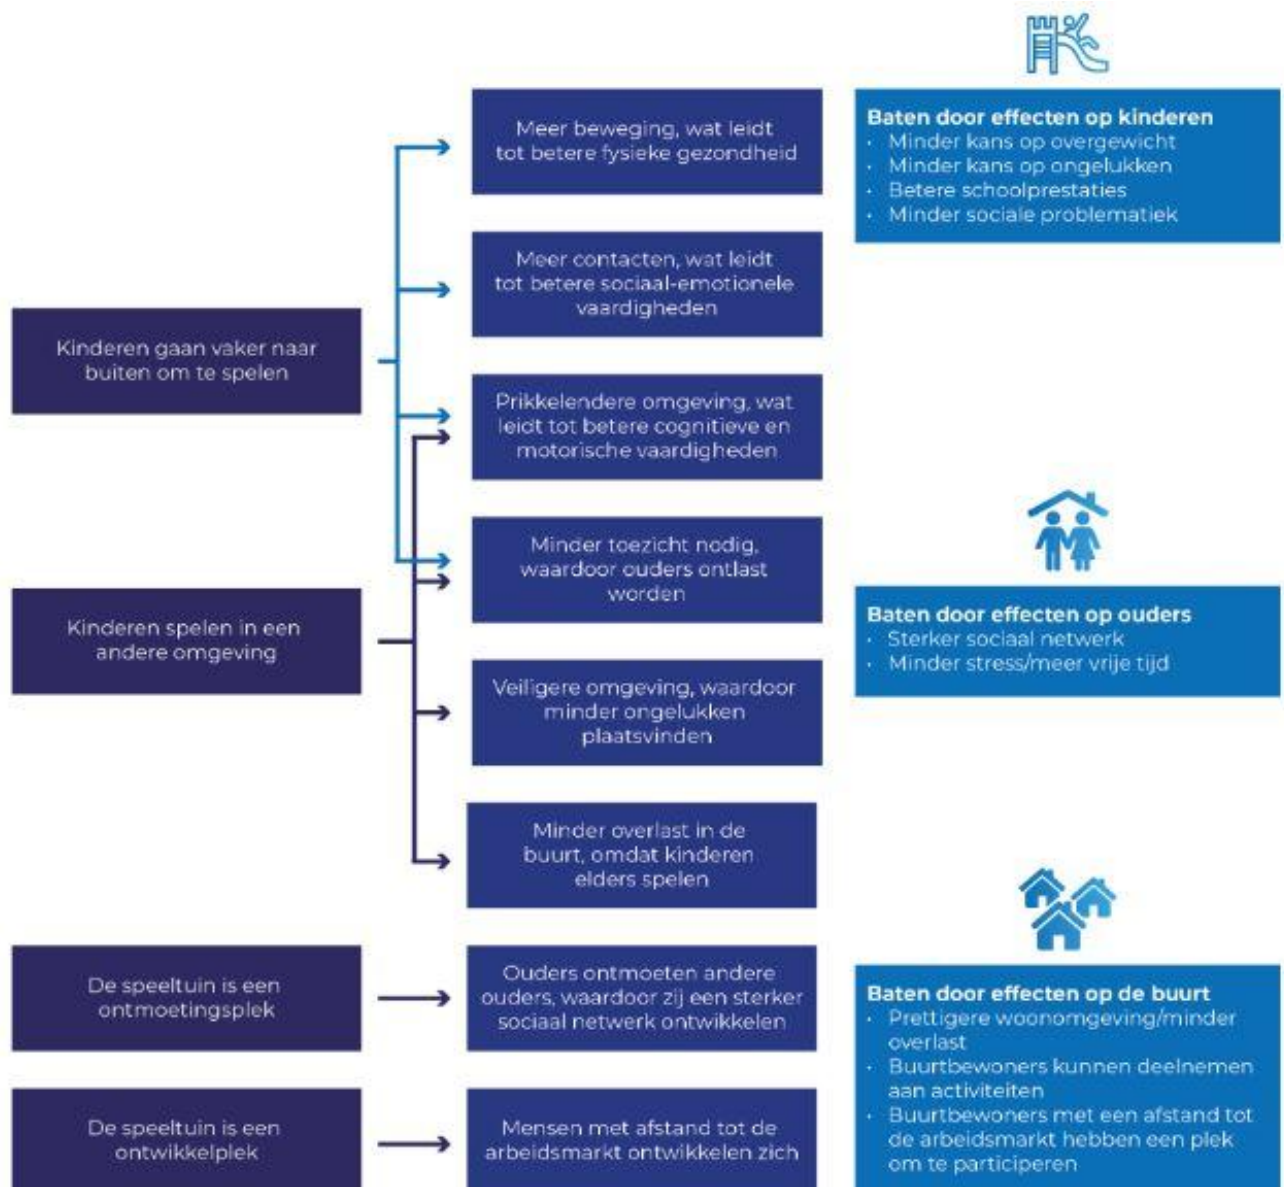 Kinderen gaan vaker naar
buiten om te spelen
Kinderen spelen in een
andere omgeving
De speeltuin is een
ontmoetingsplek
De speeltuin is een
ontwikkelplek
Meer beweging, wat leidt
tot betere fysieke gezondheid
Meer contacten, wat leidt
tot betere sociaal-emotionele
vaardigheden
Prikkelendere omgeving, wat
leidt tot betere cognitieve en
motorische vaardigheden
Minder toezicht nodig,
waardoor ouders ontlast
worden
Veiligere omgeving, waardoor
minder ongelukken
plaatsvinden
Minder overlast in de
buurt, omdat kinderen
elders spelen
Ouders ontmoeten andere
ouders, waardoor zij een sterker
sociaal netwerk ontwikkelen
Mensen met afstand tot de
arbeidsmarkt ontwikkelen zich
Baten door effecten op kinderen
• Minder kans op overgewicht
• Minder kans op ongelukken
• Betere schoolprestaties
• Minder sociale problematiek
Baten door effecten op ouders
• Sterker sociaal netwerk
• Minder stress/meer vrije tijd
Baten door effecten op de buurt
• Prettigere woonomgeving/minder
overlast
• Buurtbewoners kunnen deelnemen
aan activiteiten
• Buurtbewoners met een afstand tot
de arbeidsmarkt hebben een plek
om te participeren